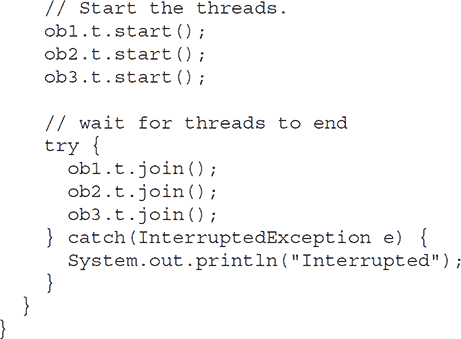 // Start the threads.
ob1.t.start();
ob2.t.start();
ob3.t.start();

// wait for threads to end
try {
ob1.t.join();
ob2.t.join();
ob3.t.join();
} catch(InterruptedException e) {
System.out.println("Interrupted");
}
}
}